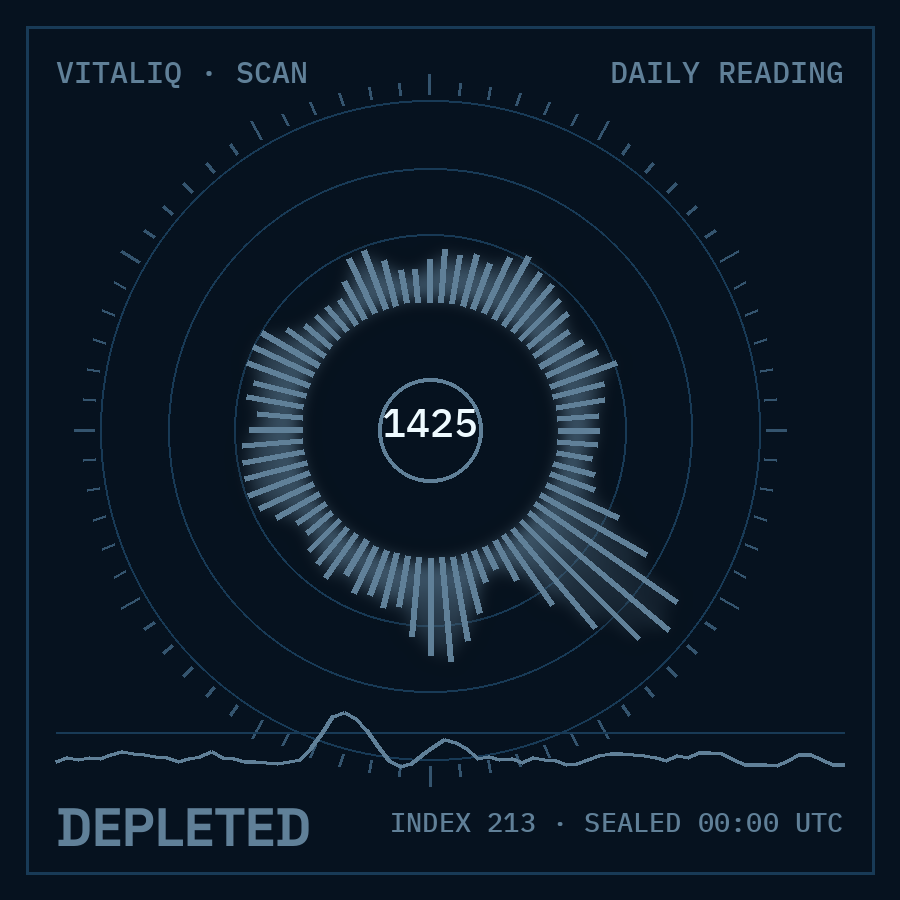 VITALIQ · SCAN
DAILY READING
1425
DEPLETED
INDEX 213 · SEALED 00:00 UTC